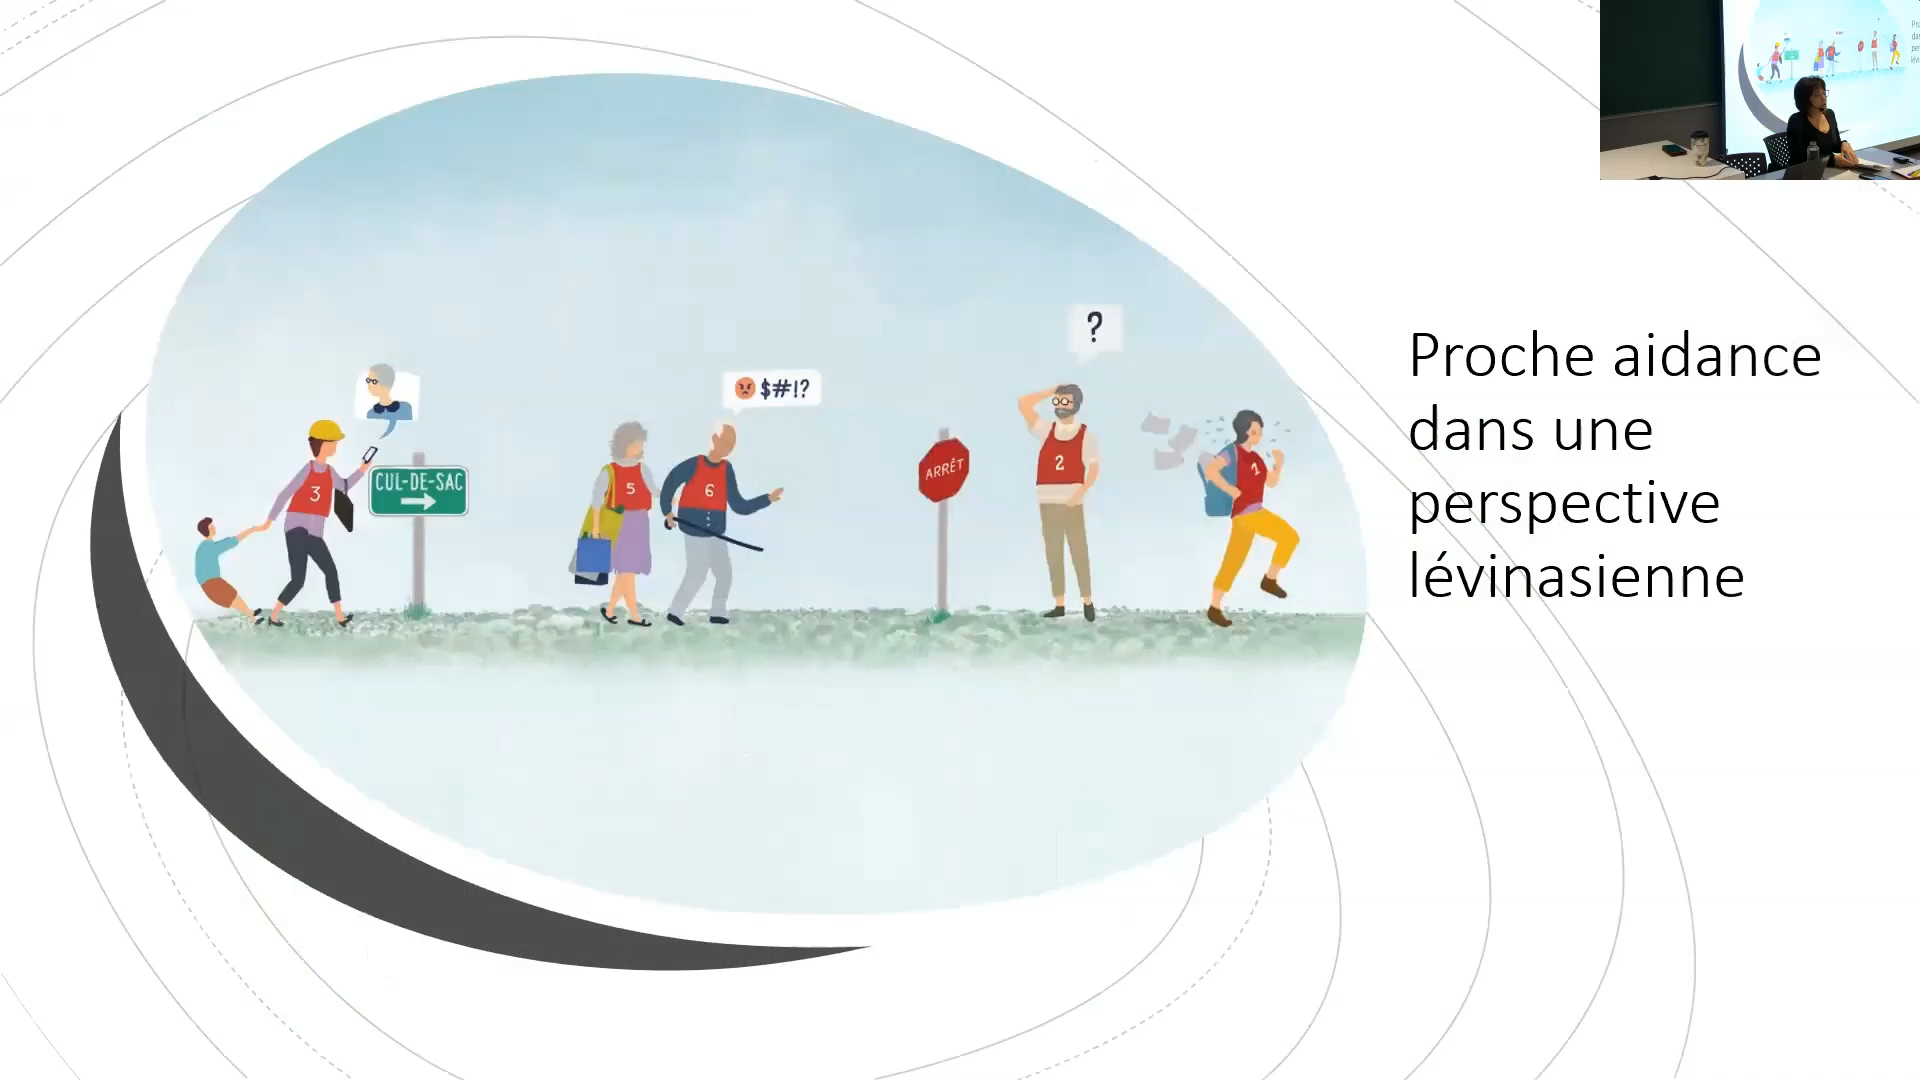 ?
$#!?
CUL-DE-SAC
3
5
6
ARRÊT
2
1
Proche aidance
dans une
perspective
lévinasienne